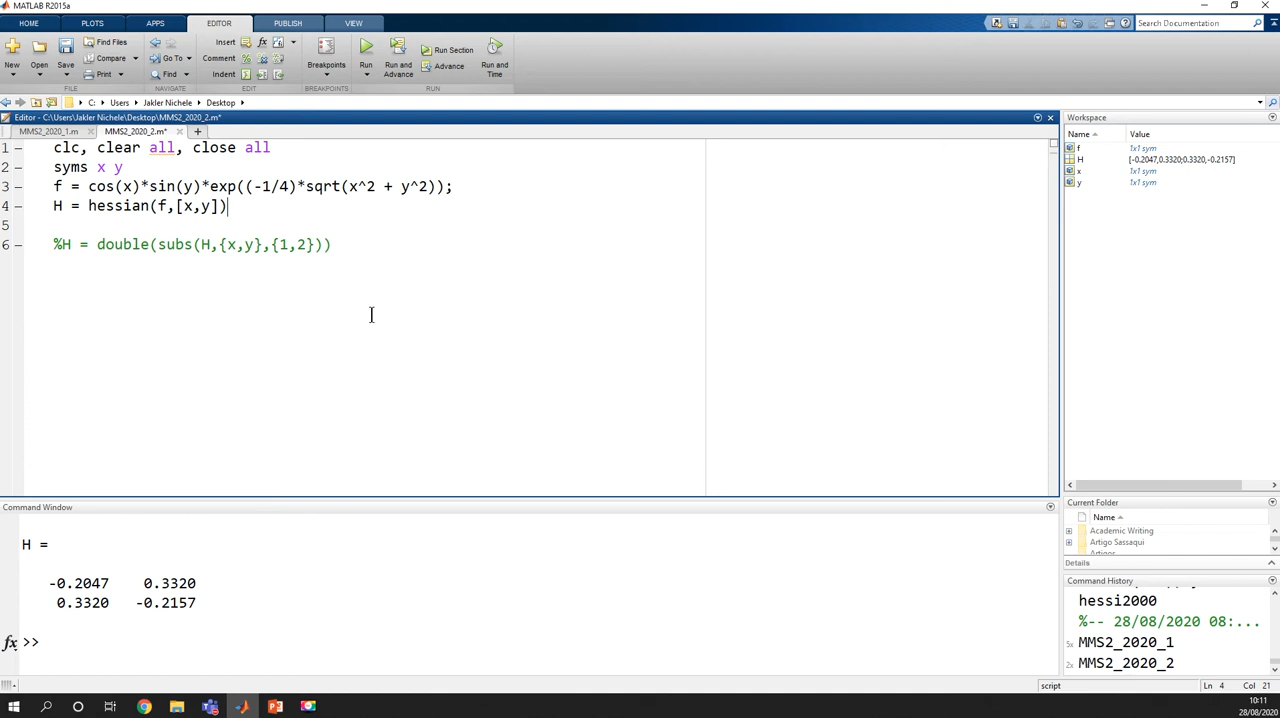 MATLAB R2015a
HOME PLOTS APPS EDITOR PUBLISH VIEW Search Documentation
New Open Save Find Files Compare Print
Insert fx Comment % Indent
Go To Find
Breakpoints Run Run and Advance Run Section Advance Run and Time
FILE NAVIGATE EDIT BREAKPOINTS RUN
C: Users Jakler Nichele Desktop
Editor - C:\Users\Jakler Nichele\Desktop\MMS2_2020_2.m*
MMS2_2020_1.m MMS2_2020_2.m* +
1 clc, clear all, close all
2 syms x y
3 f = cos(x)*sin(y)*exp((-1/4)*sqrt(x^2 + y^2));
4 H = hessian(f,[x,y])
5
6 %H = double(subs(H,{x,y},{1,2}))
Workspace
Name Value
f 1x1 sym
H [-0.2047,0.3320;0.3320,-0.2157]
x 1x1 sym
y 1x1 sym
Current Folder
Name
Academic Writing
Artigo Sassaqui
Artigos
Details
Command History
hessi2000
%-- 28/08/2020 08:...
5x MMS2_2020_1
2x MMS2_2020_2
Command Window
H =
-0.2047 0.3320
0.3320 -0.2157
fx >>
script Ln 4 Col 21
10:11
28/08/2020